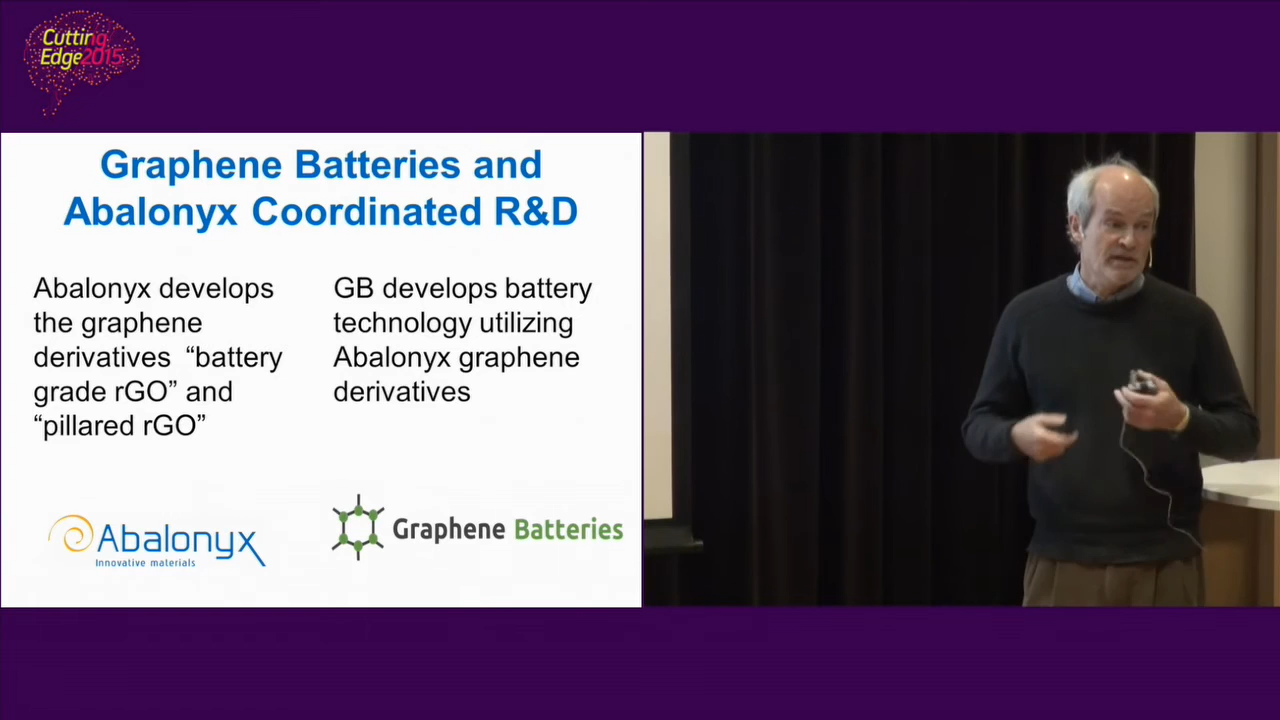 Cutting
Edge2015
Graphene Batteries and
Abalonyx Coordinated R&D
Abalonyx develops
the graphene
derivatives “battery
grade rGO” and
“pillared rGO”
GB develops battery
technology utilizing
Abalonyx graphene
derivatives
Abalonyx
Innovative materials
Graphene Batteries